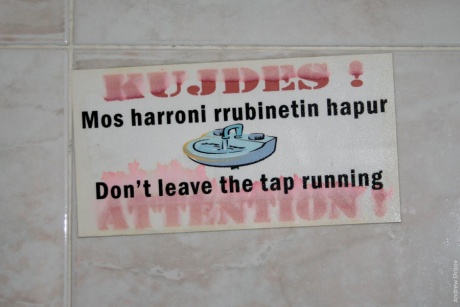 KUJDES !
Mos harroni rrubinetin hapur
Don't leave the tap running
ATTENTION !